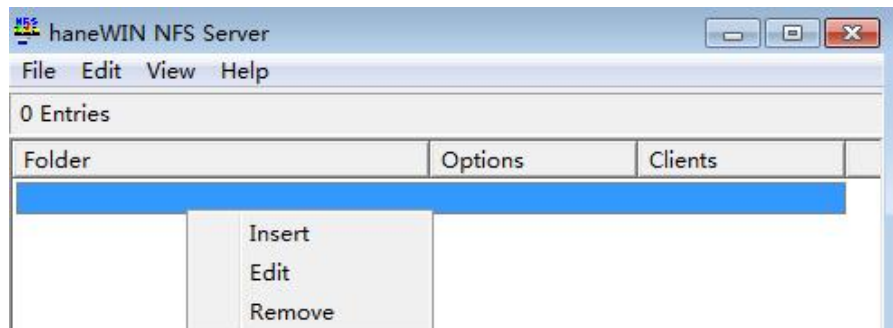 haneWIN NFS Server
File Edit View Help
0 Entries
Folder Options Clients
Insert
Edit
Remove